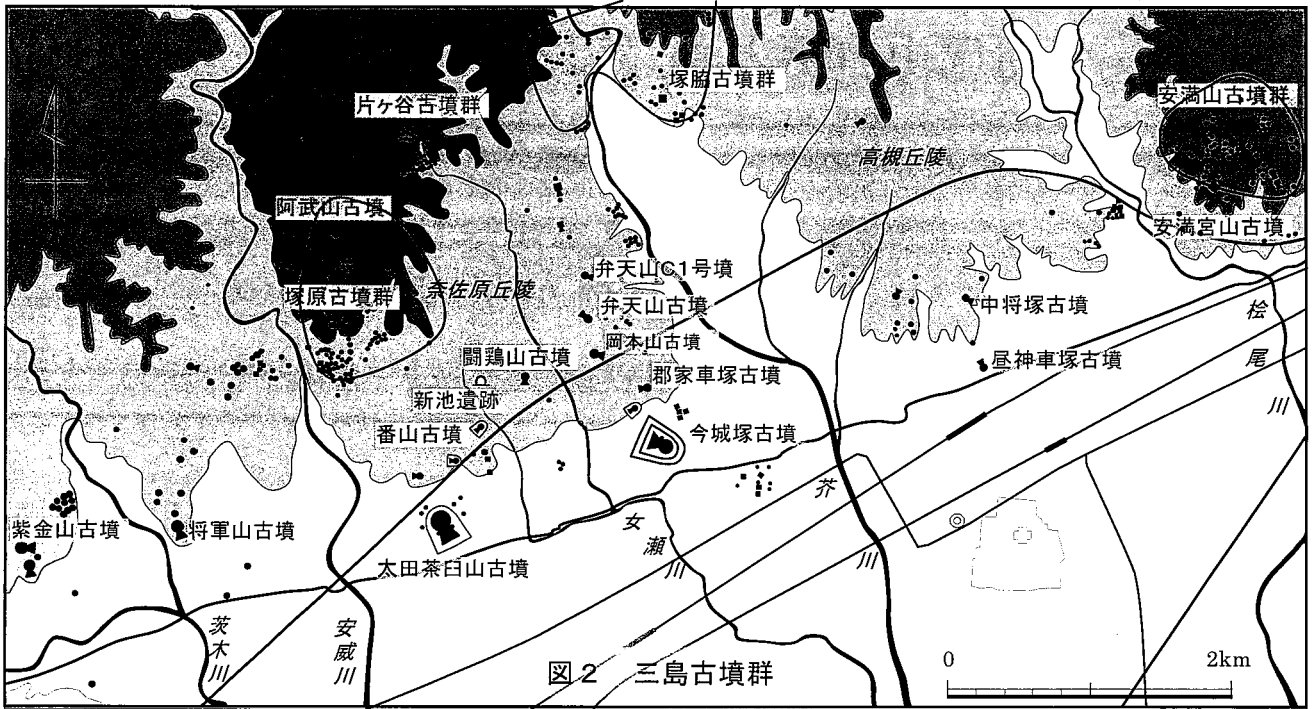 塚脇古墳群
安満山古墳群
片ヶ谷古墳群
高槻丘陵
阿武山古墳
安満宮山古墳
弁天山C1号墳
奈佐原丘陵
塚原古墳群
弁天山古墳
中将塚古墳
桧尾川
岡本山古墳
闘鶏山古墳
昼神車塚古墳
郡家車塚古墳
新池遺跡
番山古墳
今城塚古墳
芥川
紫金山古墳
将軍山古墳
女瀬川
太田茶臼山古墳
茨木川
安威川
図2 三島古墳群
0 2km